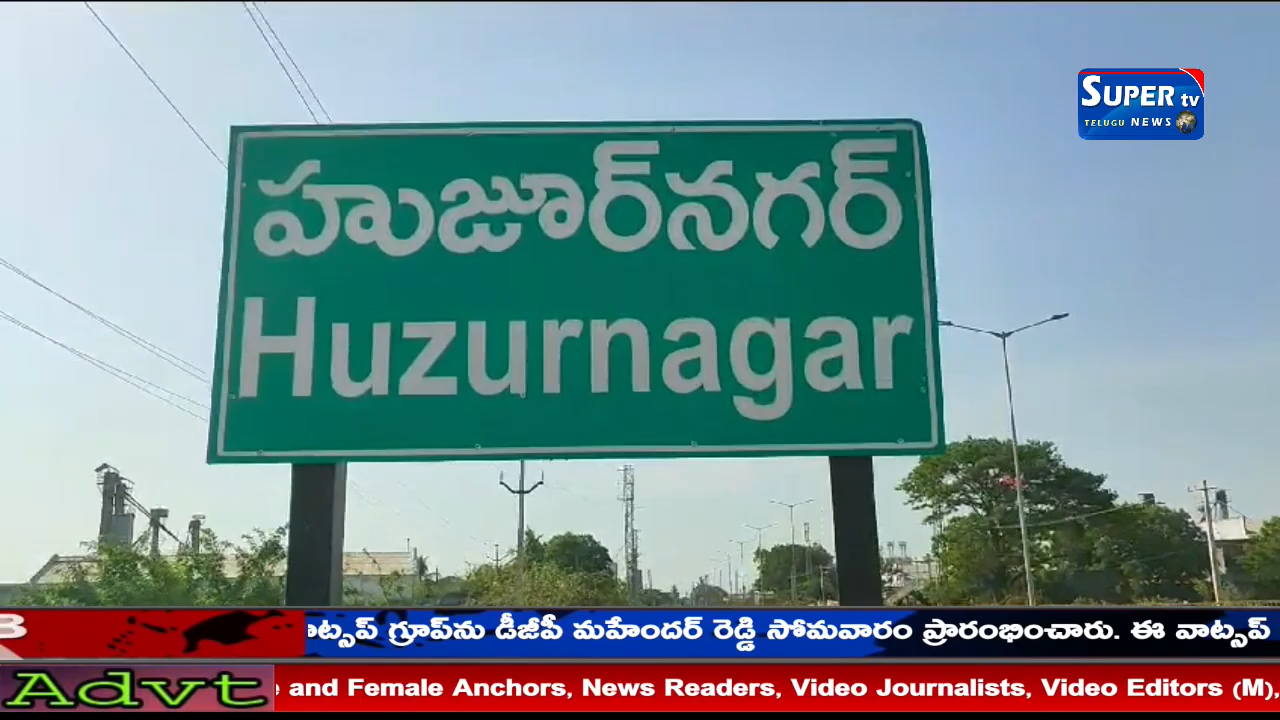 SUPER tv
TELUGU NEWS
హుజూర్‌నగర్
Huzurnagar
గ్రూప్‌ను డీజీపీ మహేందర్ రెడ్డి సోమవారం ప్రారంభించారు. ఈ వాట్సప్
Advt
and Female Anchors, News Readers, Video Journalists, Video Editors (M),